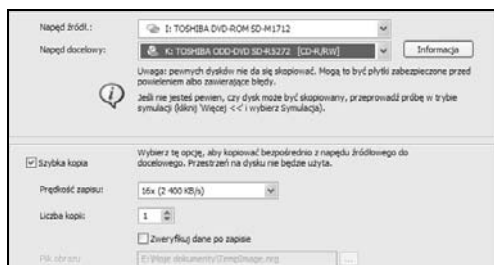 Napęd źródł.: I: TOSHIBA DVD-ROM SD-M1712
Napęd docelowy: K: TOSHIBA ODD-DVD SD-R5272 [CD-R/RW] Informacja
Uwaga: pewnych dysków nie da się skopiować. Mogą to być płytki zabezpieczone przed
powieleniem albo zawierające błędy.
Jeśli nie jesteś pewien, czy dysk może być skopiowany, przeprowadź próbę w trybie
symulacji (kliknij 'Więcej <<' i wybierz Symulacja).
Wybierz tę opcję, aby kopiować bezpośrednio z napędu źródłowego do
docelowego. Przestrzeń na dysku nie będzie użyta.
Szybka kopia
Prędkość zapisu: 16x (2 400 KB/s)
Liczba kopii: 1
Zweryfikuj dane po zapisie
Plik obrazu E:\Moje dokumenty\TempImage.nrg ...